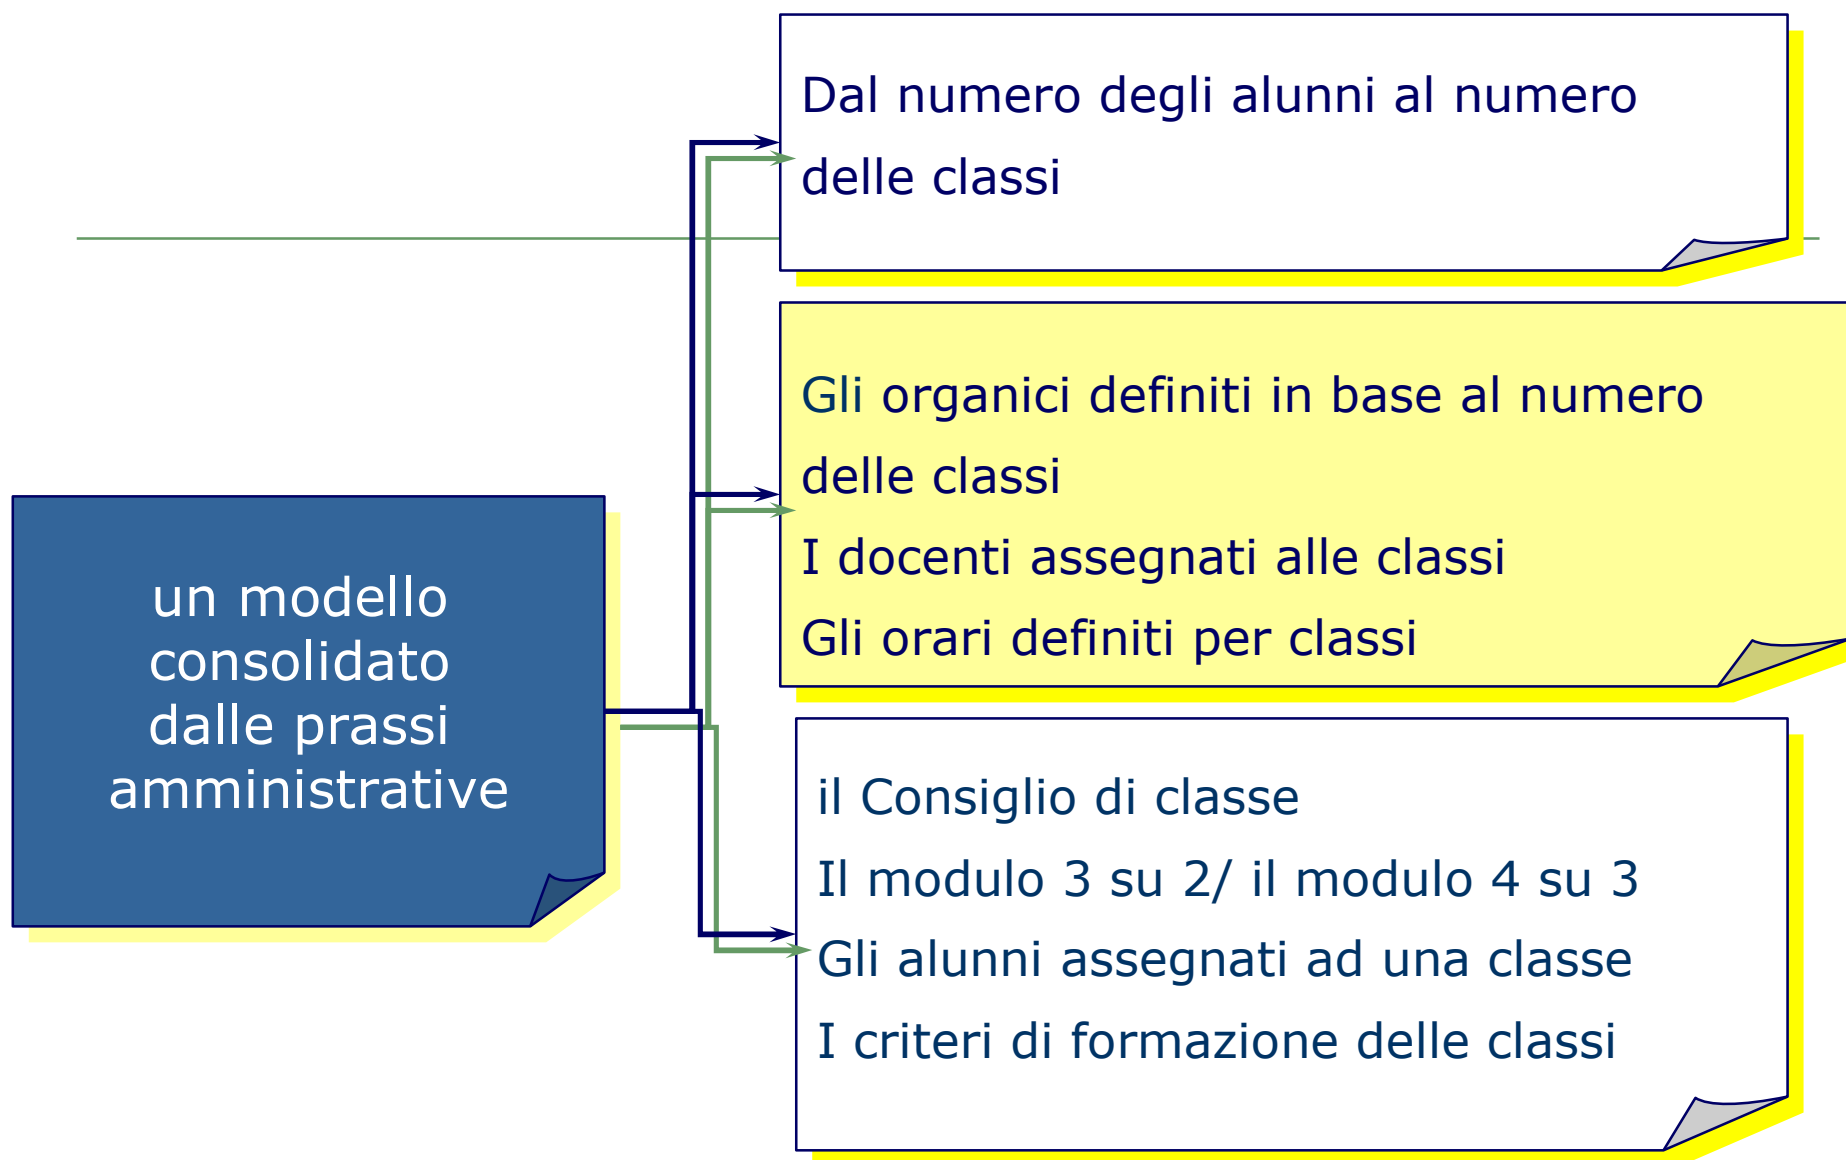 Dal numero degli alunni al numero
delle classi
Gli organici definiti in base al numero
delle classi
I docenti assegnati alle classi
Gli orari definiti per classi
un modello
consolidato
dalle prassi
amministrative
il Consiglio di classe
Il modulo 3 su 2/ il modulo 4 su 3
Gli alunni assegnati ad una classe
I criteri di formazione delle classi